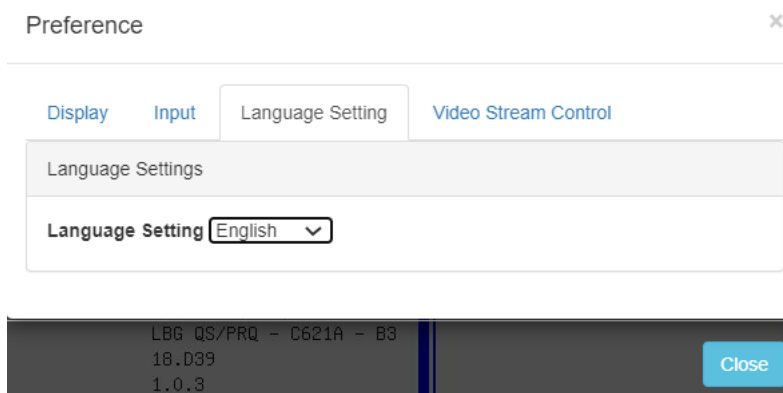 Preference
×
Display Input Language Setting Video Stream Control
Language Settings
Language Setting English
LBG QS/PRQ - C621A - B3
18.D39
1.0.3
Close